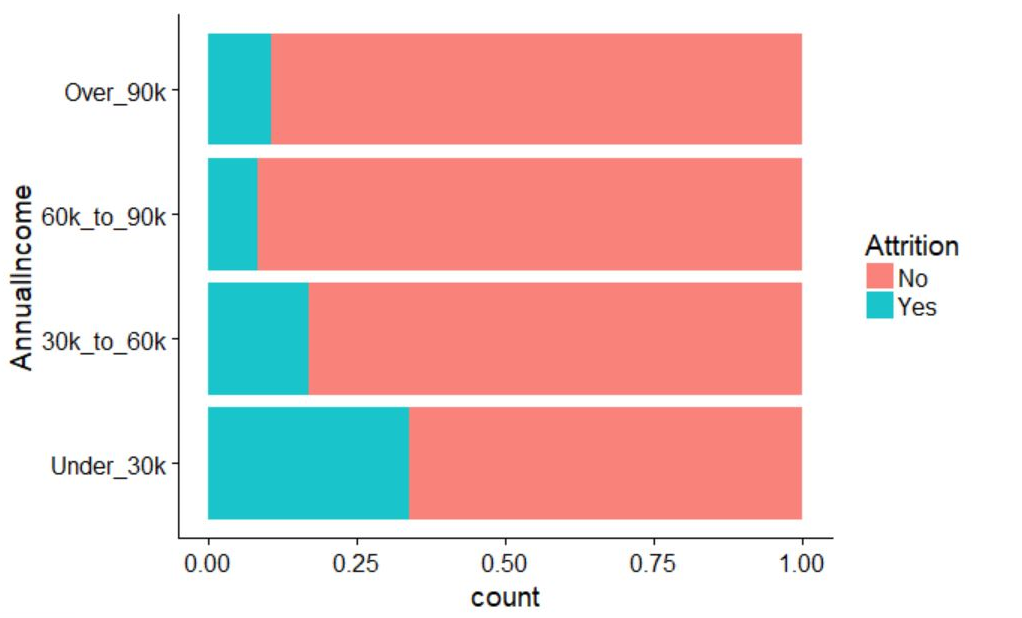 AnnualIncome
Over_90k
60k_to_90k
30k_to_60k
Under_30k
0.00 0.25 0.50 0.75 1.00
count
Attrition
No
Yes